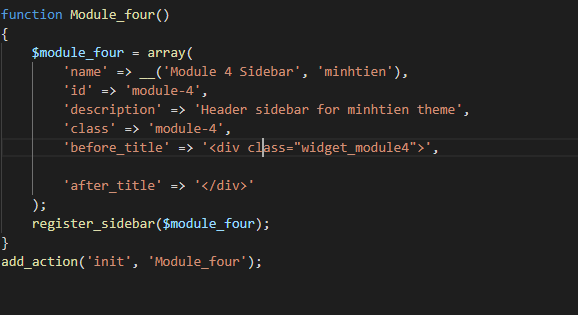 function Module_four()
{
$module_four = array(
'name' => __('Module 4 Sidebar', 'minhtien'),
'id' => 'module-4',
'description' => 'Header sidebar for minhtien theme',
'class' => 'module-4',
'before_title' => '<div class="widget_module4">',
'after_title' => '</div>'
);
register_sidebar($module_four);
}
add_action('init', 'Module_four');